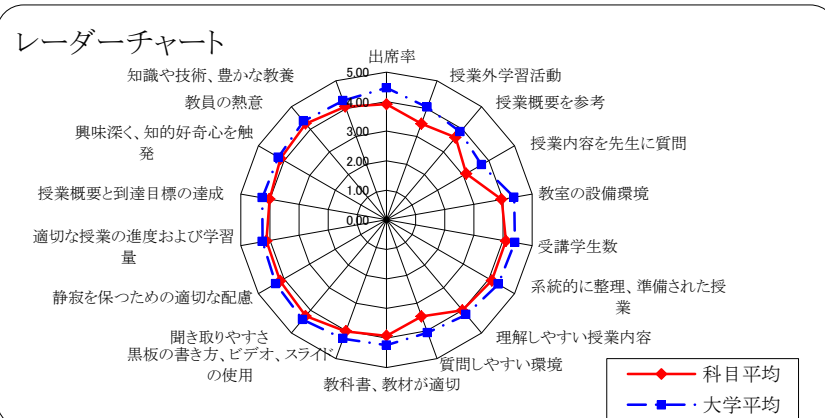 レーダーチャート
出席率
授業外学習活動
授業概要を参考
授業内容を先生に質問
教室の設備環境
受講学生数
系統的に整理、準備された授
業
理解しやすい授業内容
質問しやすい環境
教科書、教材が適切
黒板の書き方、ビデオ、スライド
の使用
聞き取りやすさ
静寂を保つための適切な配慮
適切な授業の進度および学習
量
授業概要と到達目標の達成
興味深く、知的好奇心を触
発
教員の熱意
知識や技術、豊かな教養
5.00
4.00
3.00
2.00
1.00
0.00
科目平均
大学平均